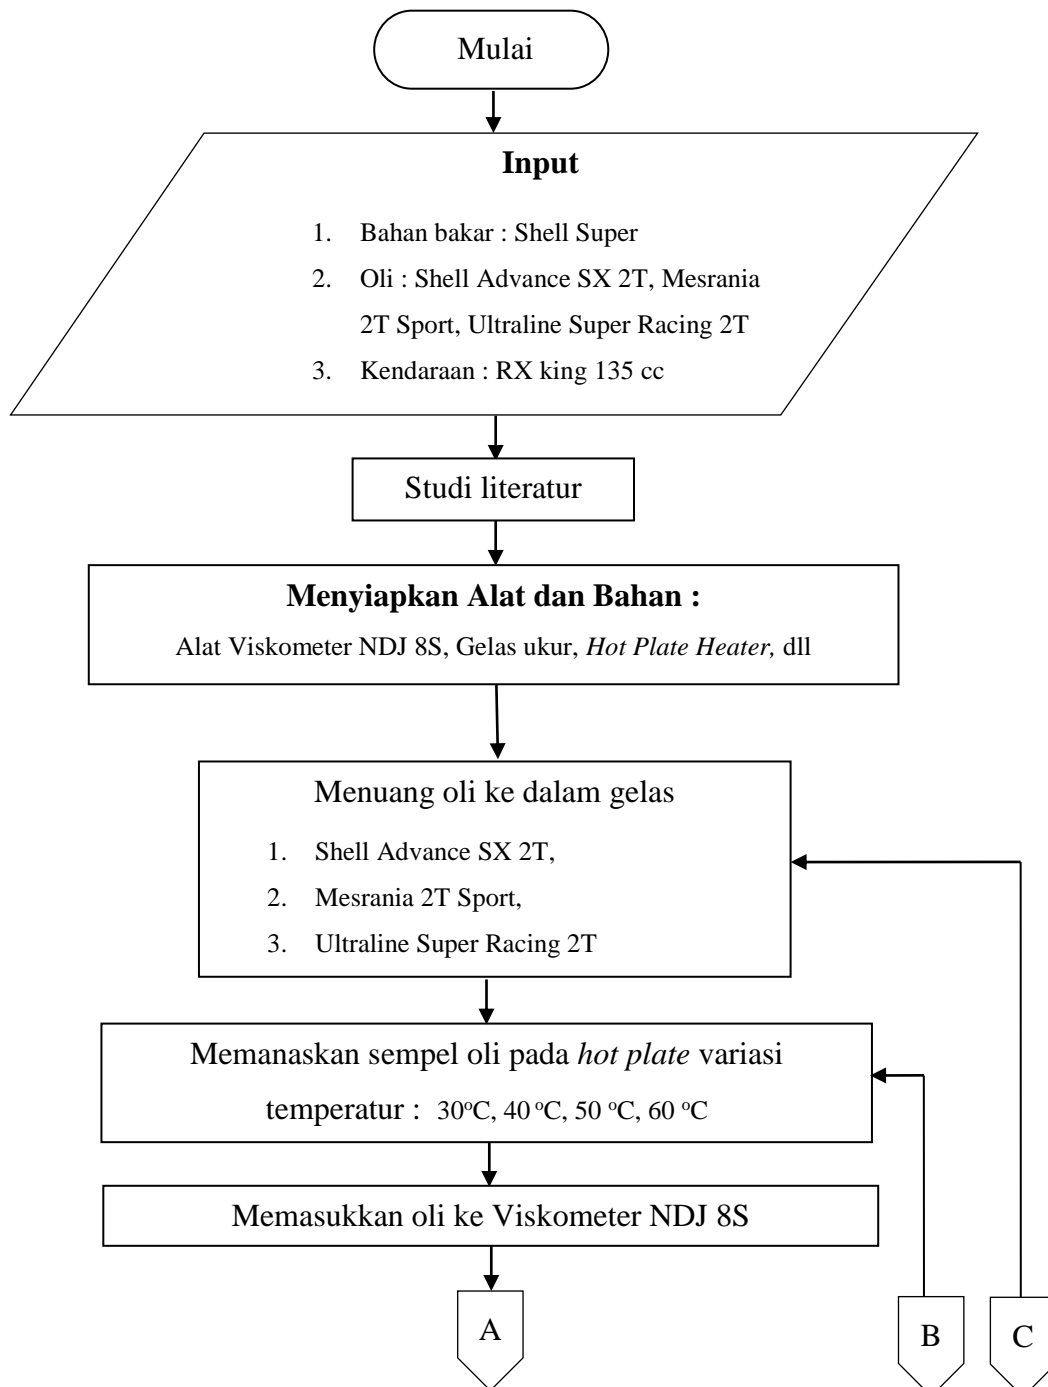 Mulai
Input
1. Bahan bakar : Shell Super
2. Oli : Shell Advance SX 2T, Mesrania
2T Sport, Ultraline Super Racing 2T
3. Kendaraan : RX king 135 cc
Studi literatur
Menyiapkan Alat dan Bahan :
Alat Viskometer NDJ 8S, Gelas ukur, Hot Plate Heater, dll
Menuang oli ke dalam gelas
1. Shell Advance SX 2T,
2. Mesrania 2T Sport,
3. Ultraline Super Racing 2T
Memanaskan sempel oli pada hot plate variasi
temperatur : 30°C, 40 °C, 50 °C, 60 °C
Memasukkan oli ke Viskometer NDJ 8S
A
B
C